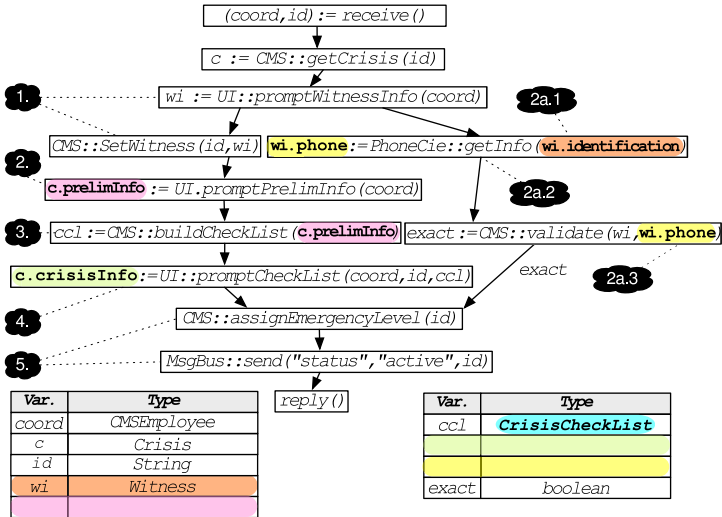 (coord,id):= receive()
c := CMS::getCrisis(id)
1.
wi := UI::promptWitnessInfo(coord)
2a.1
CMS::SetWitness(id,wi)
wi.phone:=PhoneCie::getInfo(wi.identification)
2.
c.prelimInfo := UI.promptPrelimInfo(coord)
2a.2
3.
ccl:=CMS::buildCheckList(c.prelimInfo)
exact:=CMS::validate(wi,wi.phone)
c.crisisInfo:=UI::promptCheckList(coord,id,ccl)
exact
2a.3
4.
CMS::assignEmergencyLevel(id)
5.
MsgBus::send("status","active",id)
reply()
Var. Type
coord CMSEmployee
c Crisis
id String
wi Witness
Var. Type
ccl CrisisCheckList
exact boolean